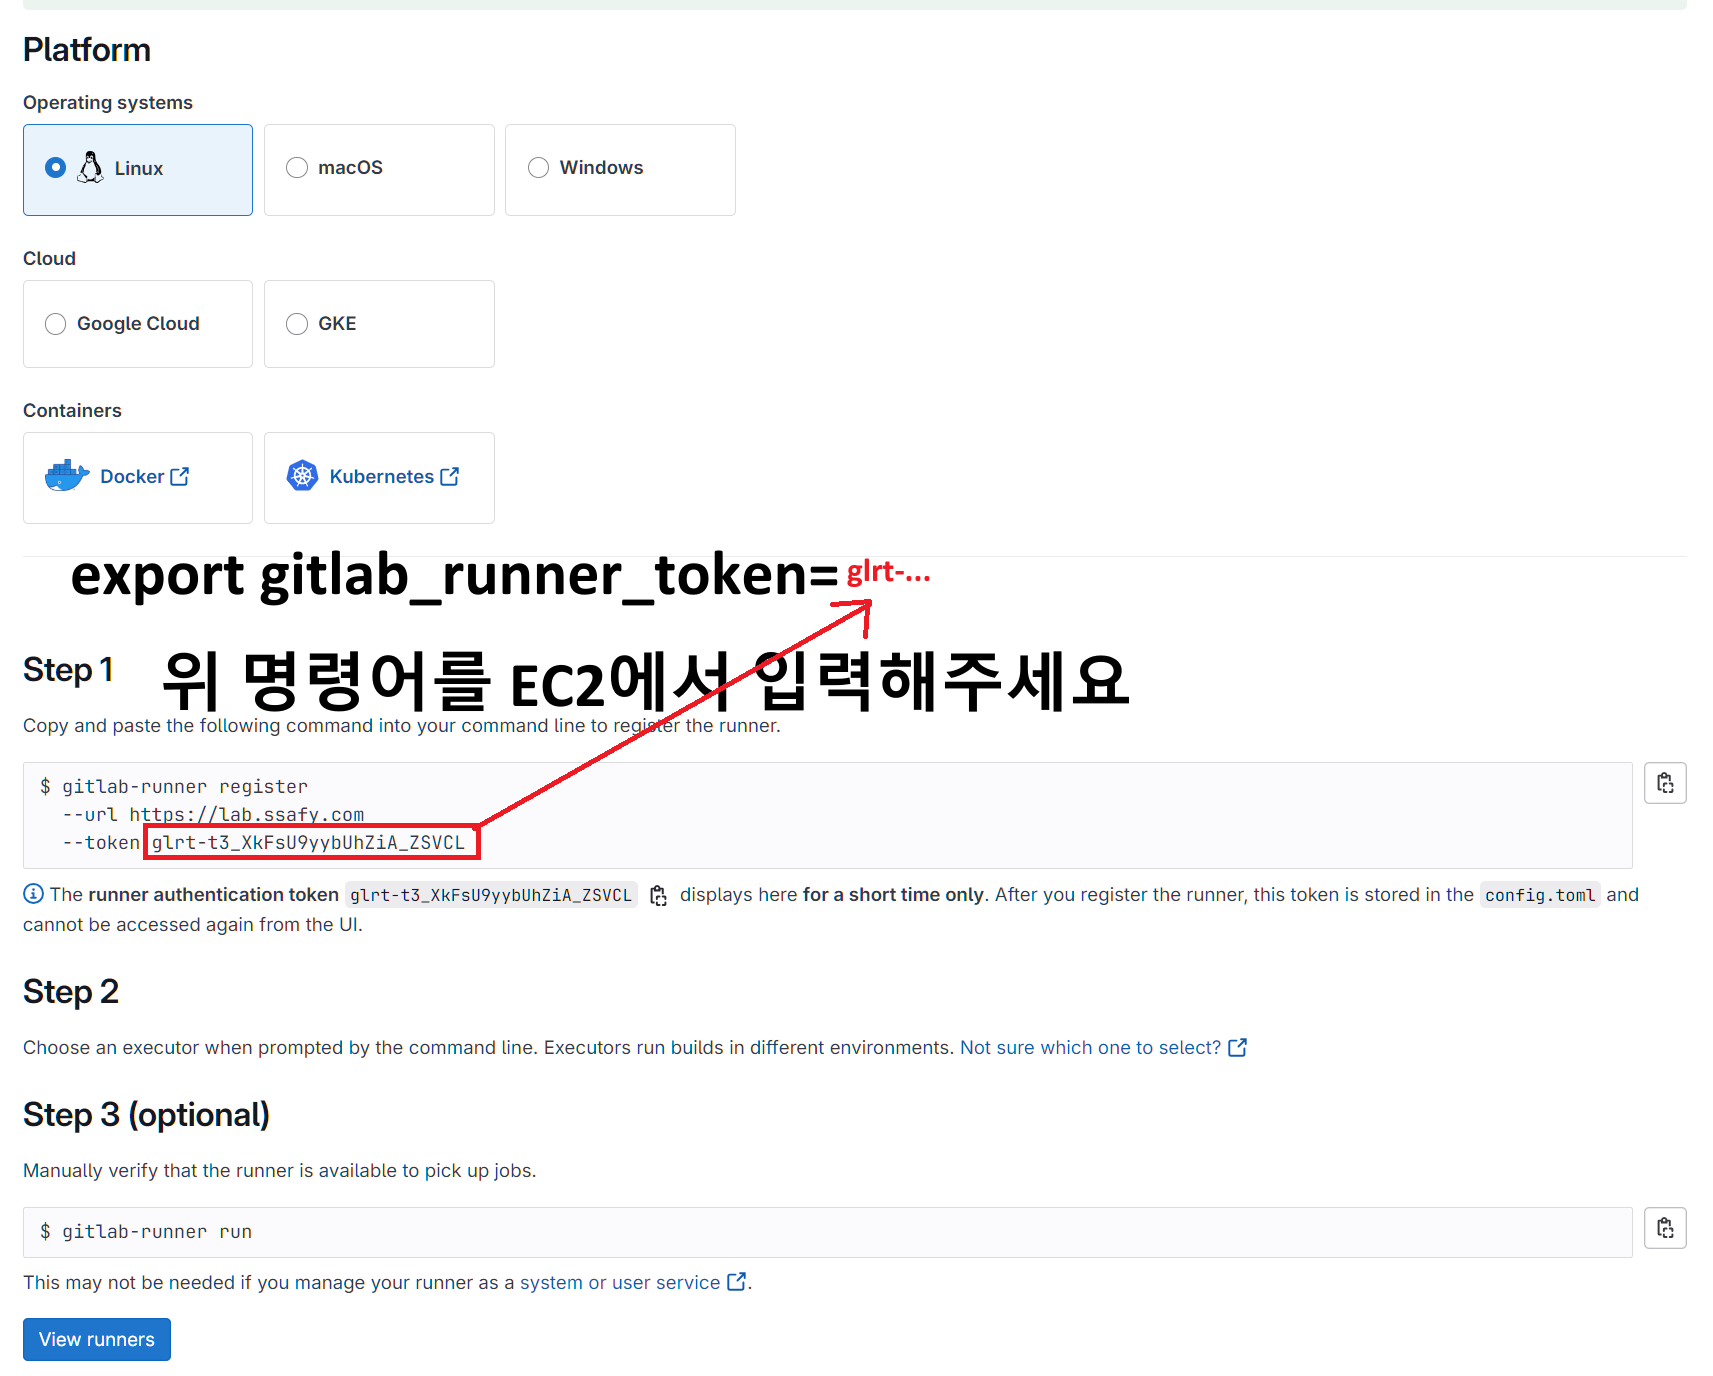 Platform
Operating systems
Linux
macOS
Windows
Cloud
Google Cloud
GKE
Containers
Docker
Kubernetes
export gitlab_runner_token= glrt-...
Step 1
위 명령어를 EC2에서 입력해주세요
Copy and paste the following command into your command line to register the runner.
$ gitlab-runner register
--url https://lab.ssafy.com
--token glrt-t3_XkFsU9yybUhZiA_ZSVCL
The runner authentication token glrt-t3_XkFsU9yybUhZiA_ZSVCL displays here for a short time only. After you register the runner, this token is stored in the config.toml and
cannot be accessed again from the UI.
Step 2
Choose an executor when prompted by the command line. Executors run builds in different environments. Not sure which one to select?
Step 3 (optional)
Manually verify that the runner is available to pick up jobs.
$ gitlab-runner run
This may not be needed if you manage your runner as a system or user service.
View runners